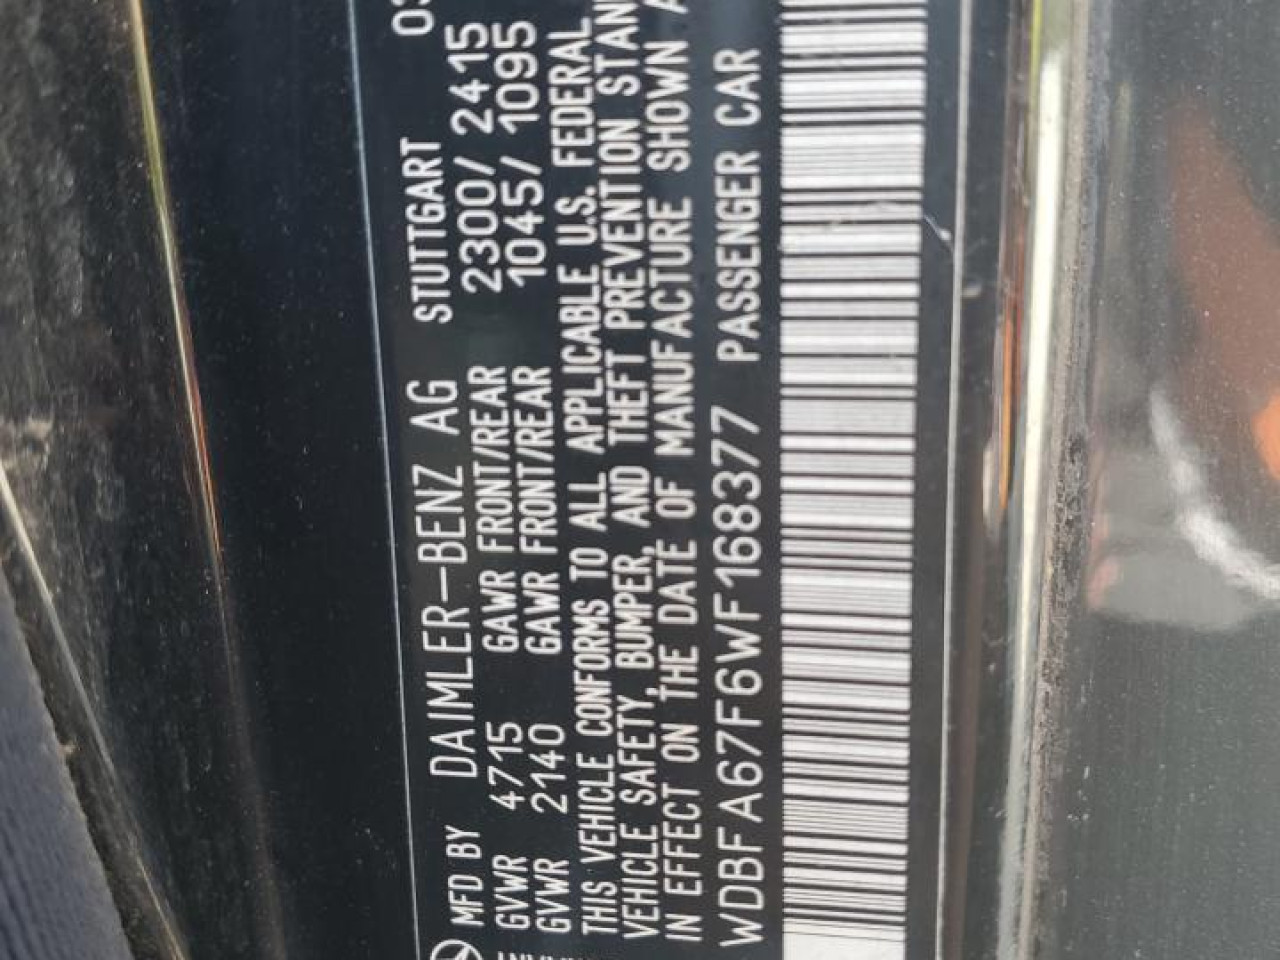 MFD BY DAIMLER-BENZ AG STUTTGART
GVWR 4715 GAWR FRONT/REAR 2300/ 2415
GVWR 2140 GAWR FRONT/REAR 1045/ 1095
THIS VEHICLE CONFORMS TO ALL APPLICABLE U.S. FEDERAL
VEHICLE SAFETY, BUMPER, AND THEFT PREVENTION
IN EFFECT ON THE DATE OF MANUFACTURE SHOWN
WDBFA67F6WF168377 PASSENGER CAR